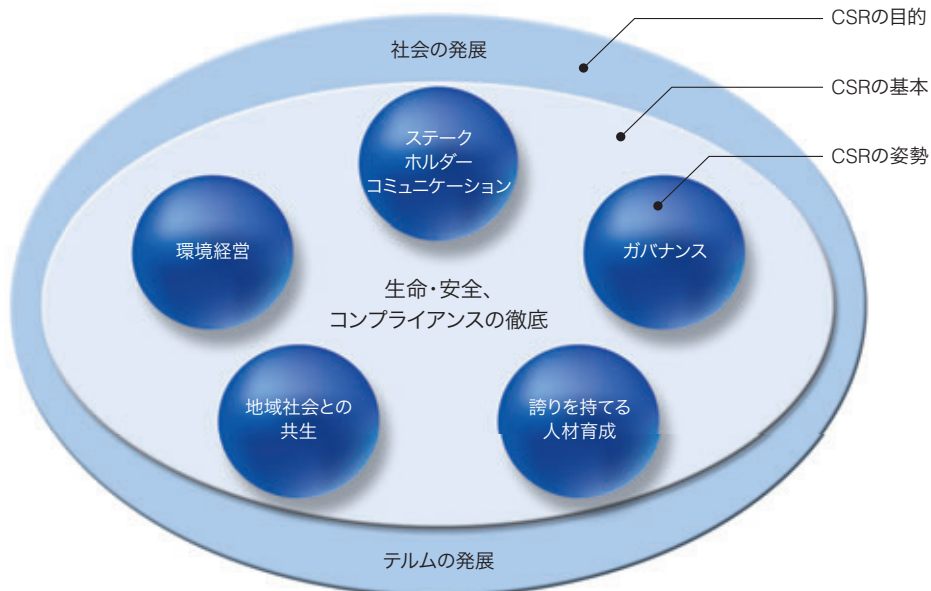 CSRの目的
社会の発展
CSRの基本
ステーク
ホルダー
コミュニケーション
CSRの姿勢
環境経営
ガバナンス
生命・安全、
コンプライアンスの徹底
地域社会との
共生
誇りを持てる
人材育成
テルムの発展